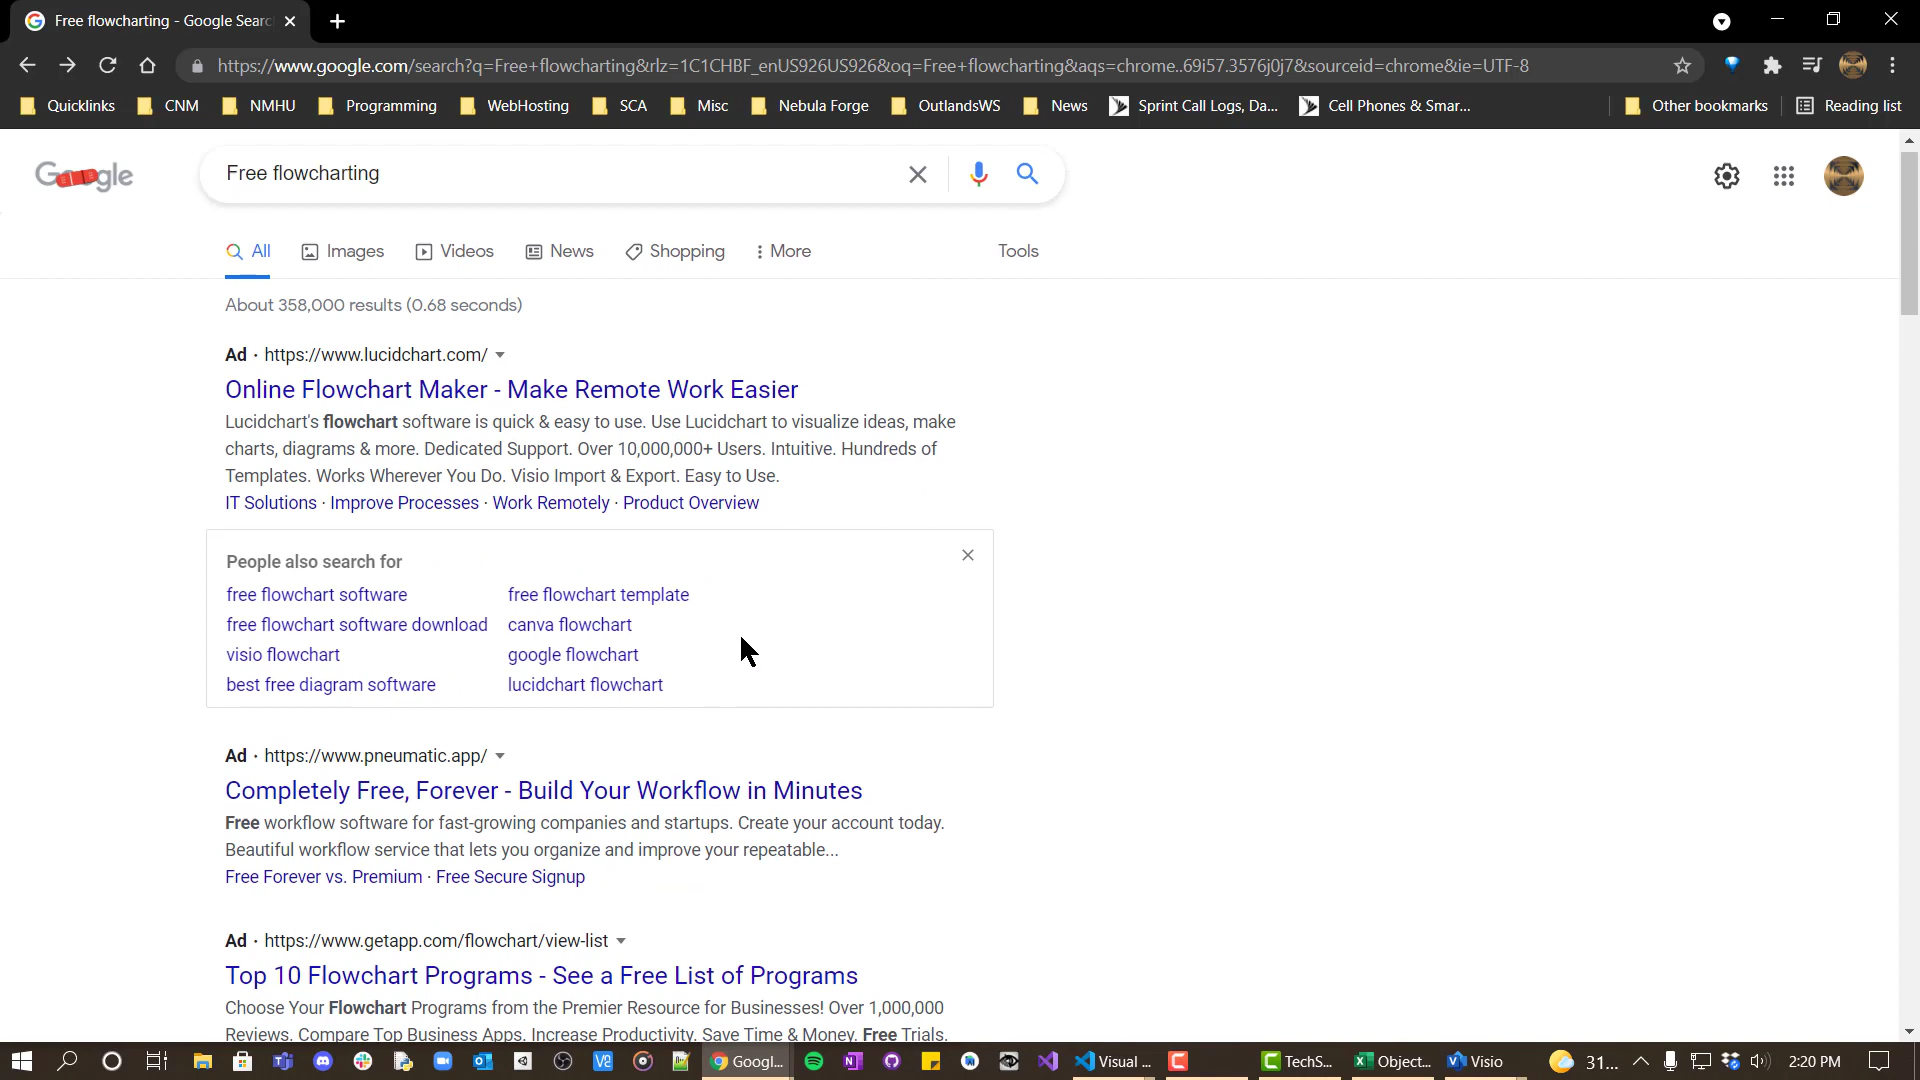 Free flowcharting - Google Searc
https://www.google.com/search?q=Free+flowcharting&rlz=1C1CHBF_enUS926US926&oq=Free+flowcharting&aqs=chrome..69i57.3576j0j7&sourceid=chrome&ie=UTF-8
Quicklinks CNM NMHU Programming WebHosting SCA Misc Nebula Forge OutlandsWS News Sprint Call Logs, Da... Cell Phones & Smar... Other bookmarks Reading list
Google Free flowcharting
All Images Videos News Shopping More Tools
About 358,000 results (0.68 seconds)
Ad · https://www.lucidchart.com/
Online Flowchart Maker - Make Remote Work Easier
Lucidchart's flowchart software is quick & easy to use. Use Lucidchart to visualize ideas, make
charts, diagrams & more. Dedicated Support. Over 10,000,000+ Users. Intuitive. Hundreds of
Templates. Works Wherever You Do. Visio Import & Export. Easy to Use.
IT Solutions · Improve Processes · Work Remotely · Product Overview
People also search for
free flowchart software free flowchart template
free flowchart software download canva flowchart
visio flowchart google flowchart
best free diagram software lucidchart flowchart
Ad · https://www.pneumatic.app/
Completely Free, Forever - Build Your Workflow in Minutes
Free workflow software for fast-growing companies and startups. Create your account today.
Beautiful workflow service that lets you organize and improve your repeatable...
Free Forever vs. Premium · Free Secure Signup
Ad · https://www.getapp.com/flowchart/view-list
Top 10 Flowchart Programs - See a Free List of Programs
Choose Your Flowchart Programs from the Premier Resource for Businesses! Over 1,000,000
Reviews. Compare Top Business Apps. Increase Productivity. Save Time & Money. Free Trials.
Googl... Visual ... TechS... Object... Visio 31... 2:20 PM